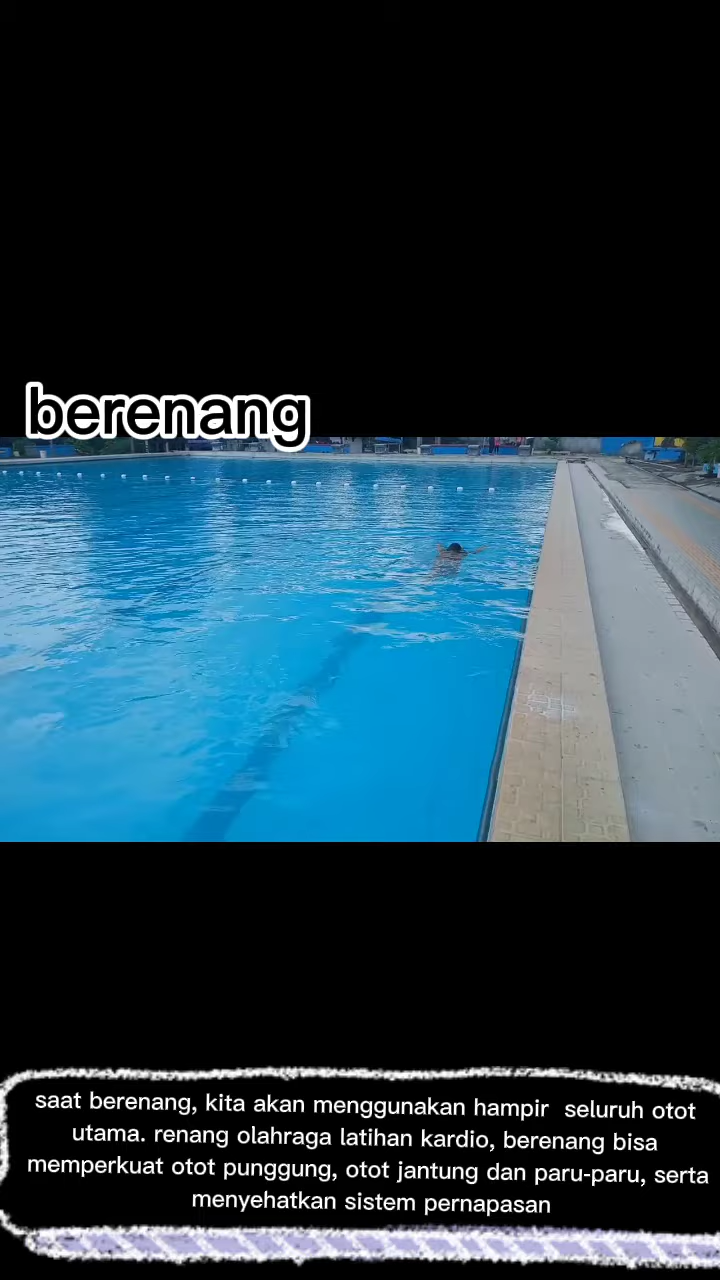 berenang
saat berenang, kita akan menggunakan hampir seluruh otot
utama. renang olahraga latihan kardio, berenang bisa
memperkuat otot punggung, otot jantung dan paru-paru, serta
menyehatkan sistem pernapasan